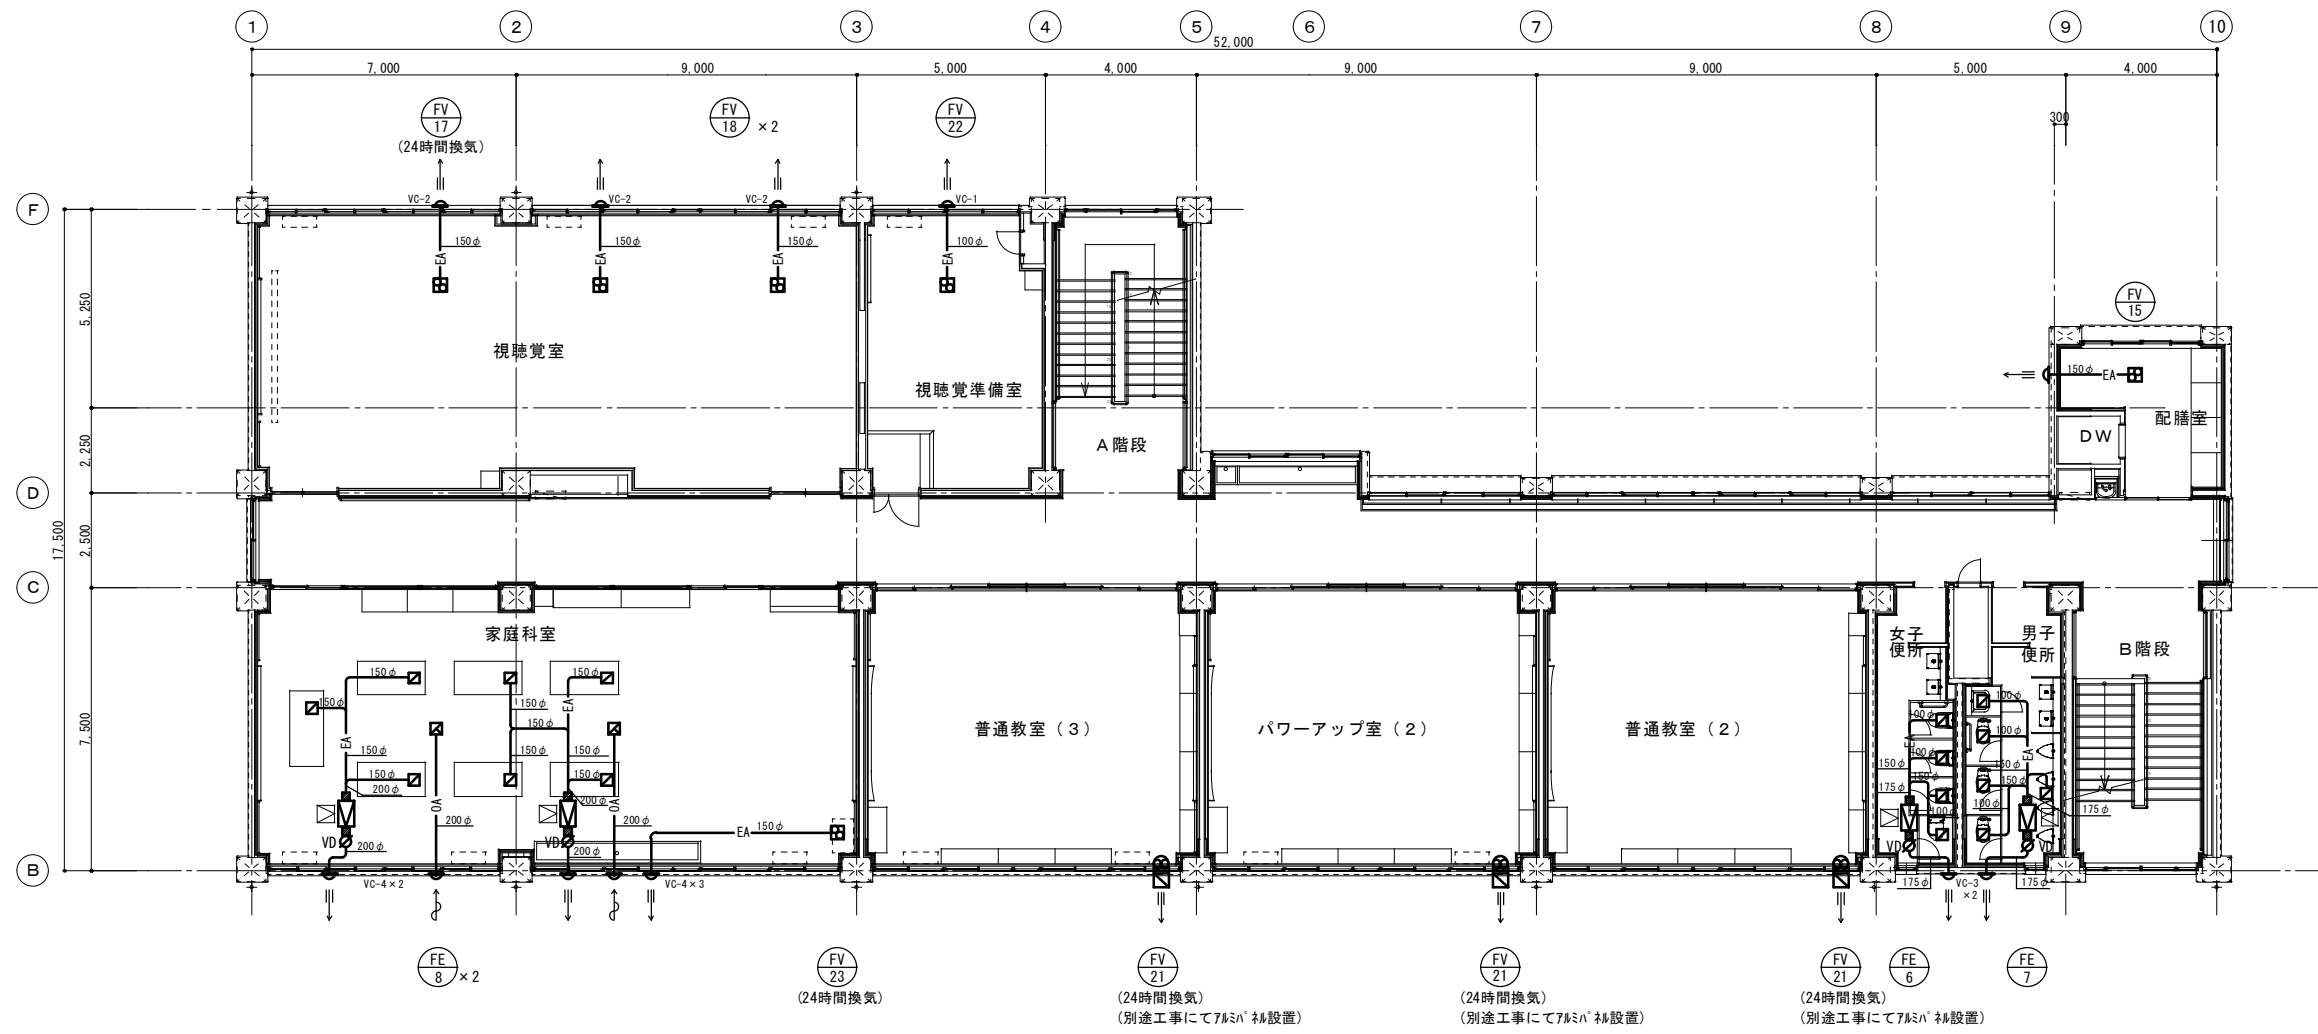 1 2 3 4 5 6 7 8 9 10
52,000
7,000 9,000 5,000 4,000 9,000 9,000 5,000 4,000
300
FV
17
(24時間換気)
FV
18 ×2
FV
22
VC-2 VC-2 VC-2 VC-1
F
150φ 150φ 150φ 100φ
EA EA EA EA
5,250
FV
15
視聴覚室
視聴覚準備室
150φ EA
配膳室
DW
A階段
2,250
D
17,500
2,500
C
家庭科室
女子
便所
男子
便所
B階段
150φ 150φ
150φ
EA
150φ
150φ
EA
7,500
普通教室（3）
パワーアップ室（2）
普通教室（2）
150φ 150φ 150φ
150φ 150φ
200φ
200φ
OA
OA
200φ
200φ
EA 150φ
VD
VD
200φ
200φ
100φ
100φ
100φ
100φ
EA
EA
150φ
150φ
150φ
150φ
175φ
100φ
100φ
175φ
VD
VD
B
VC-4×2
VC-4×3
175φ
VC-3
×2
175φ
FE
8 ×2
FV
23
(24時間換気)
FV
21
(24時間換気)
(別途工事にてｱﾙﾐﾊﾟﾈﾙ設置)
FV
21
(24時間換気)
(別途工事にてｱﾙﾐﾊﾟﾈﾙ設置)
FV
21
(24時間換気)
(別途工事にてｱﾙﾐﾊﾟﾈﾙ設置)
FE
6
FE
7